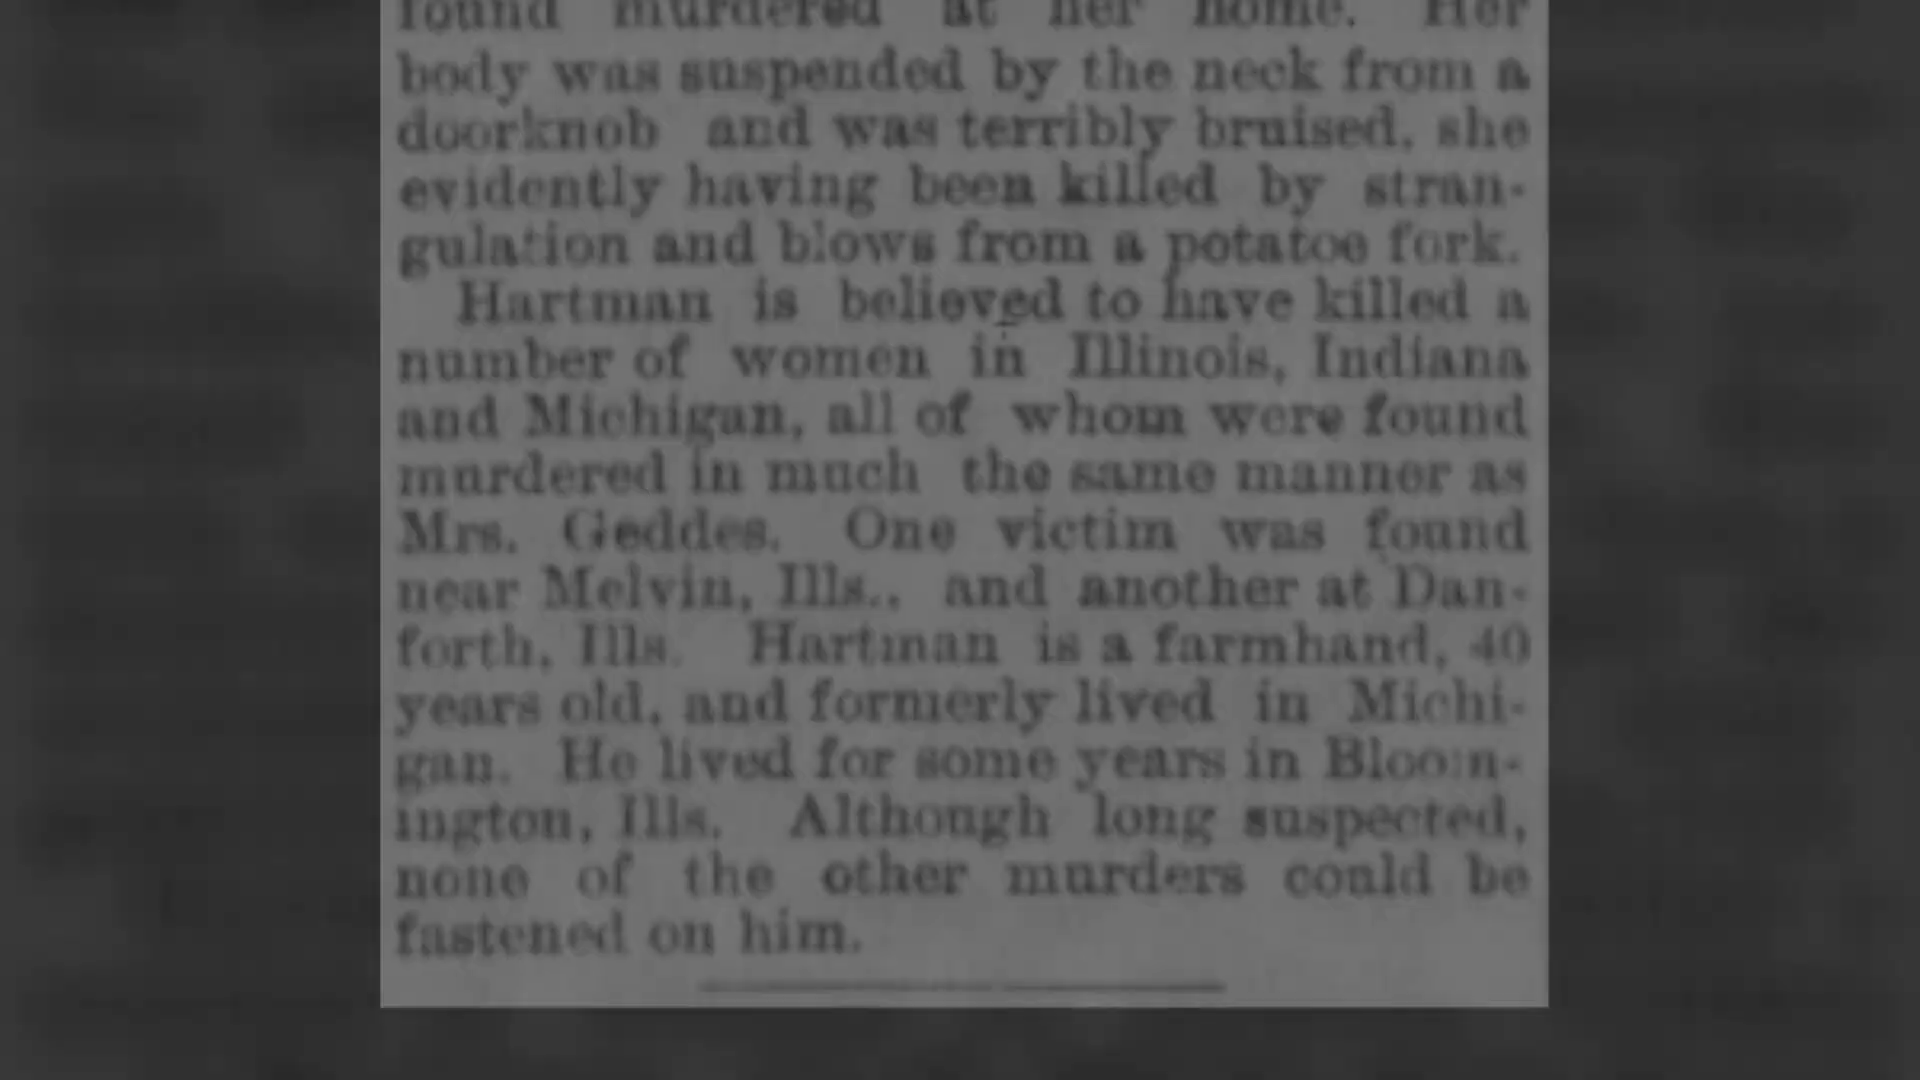 found murdered at her home. Her
body was suspended by the neck from a
doorknob and was terribly bruised, she
evidently having been killed by stran-
gulation and blows from a potatoe fork.
Hartman is believed to have killed a
number of women in Illinois, Indiana
and Michigan, all of whom were found
murdered in much the same manner as
Mrs. Geddes. One victim was found
near Melvin, Ills., and another at Dan-
forth, Ills. Hartman is a farmhand, 40
years old, and formerly lived in Michi-
gan. He lived for some years in Bloom-
ington, Ills. Although long suspected,
none of the other murders could be
fastened on him.